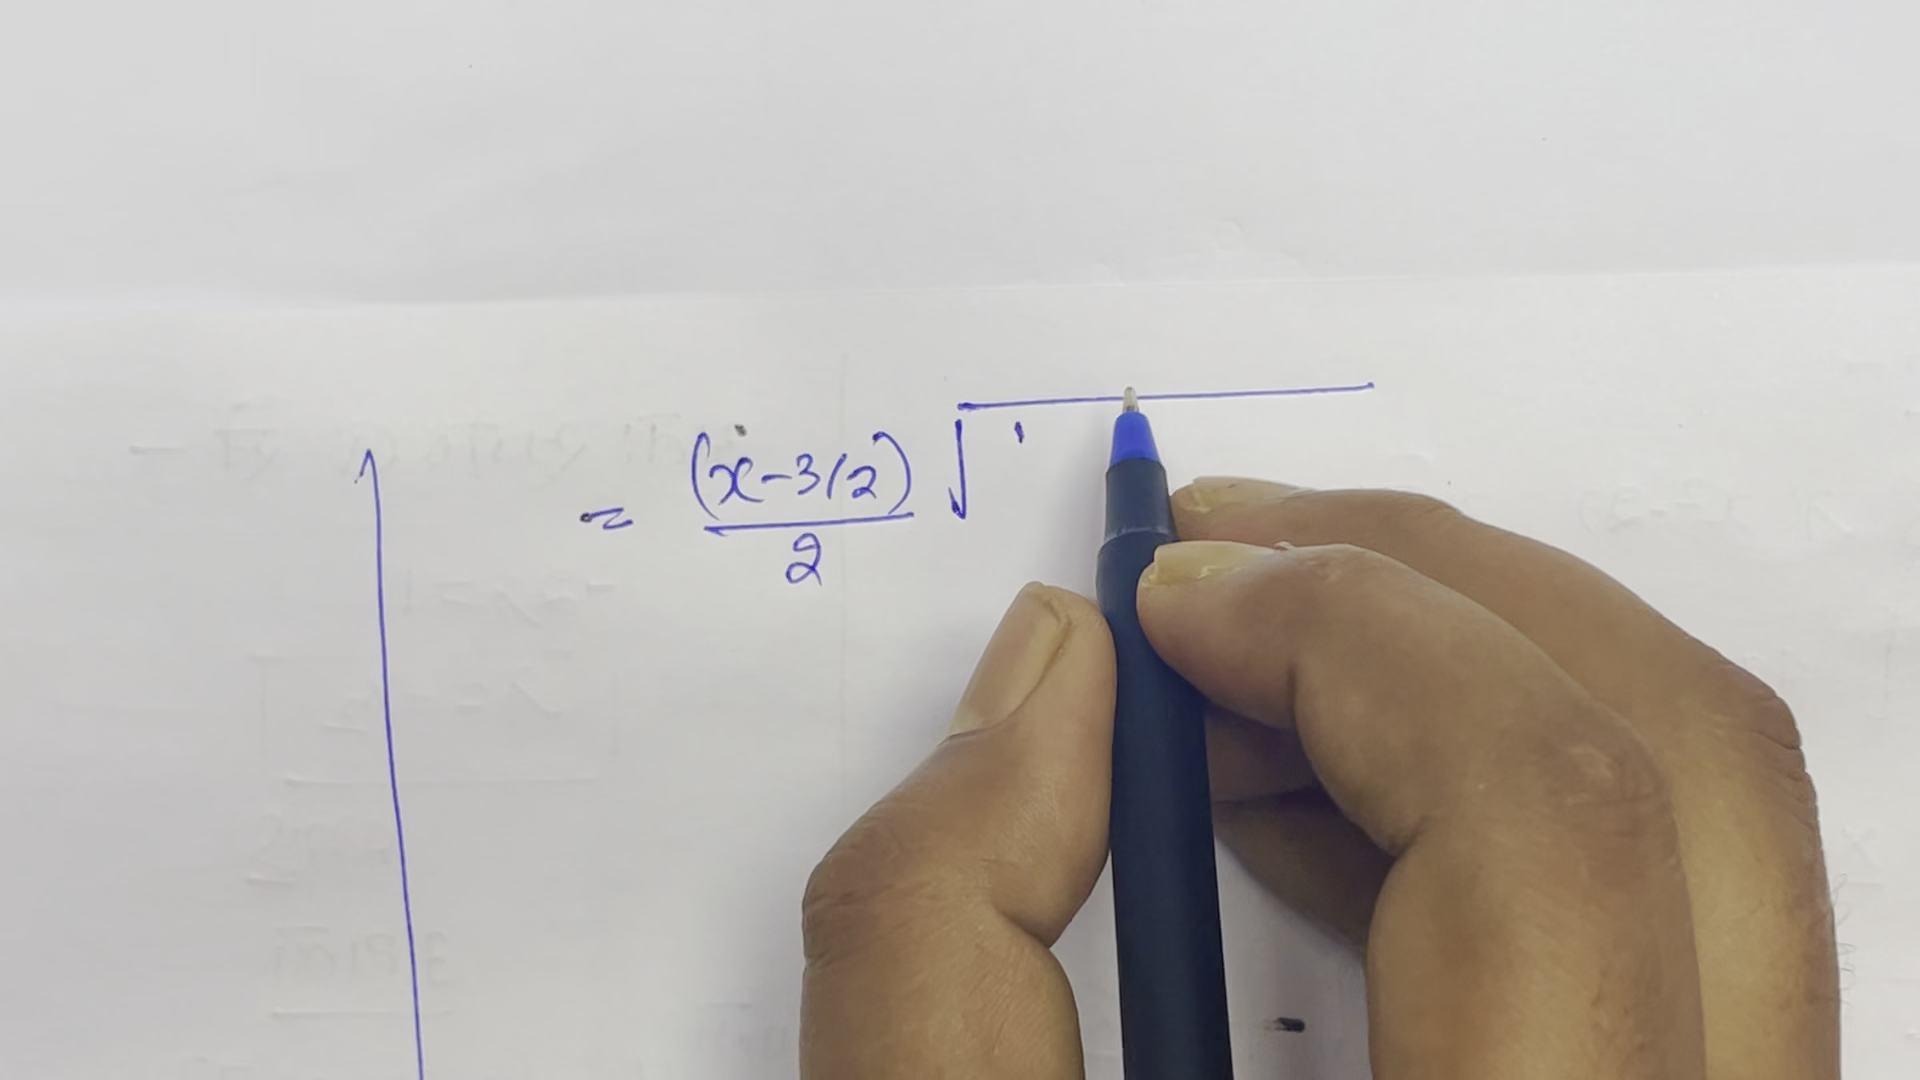 = (x-3/2)/2 √